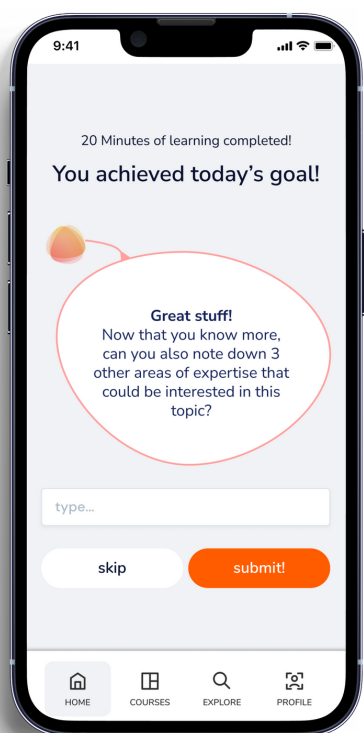 9:41
20 Minutes of learning completed!
You achieved today's goal!
Great stuff!
Now that you know more,
can you also note down 3
other areas of expertise that
could be interested in this
topic?
type...
skip
submit!
HOME
COURSES
EXPLORE
PROFILE